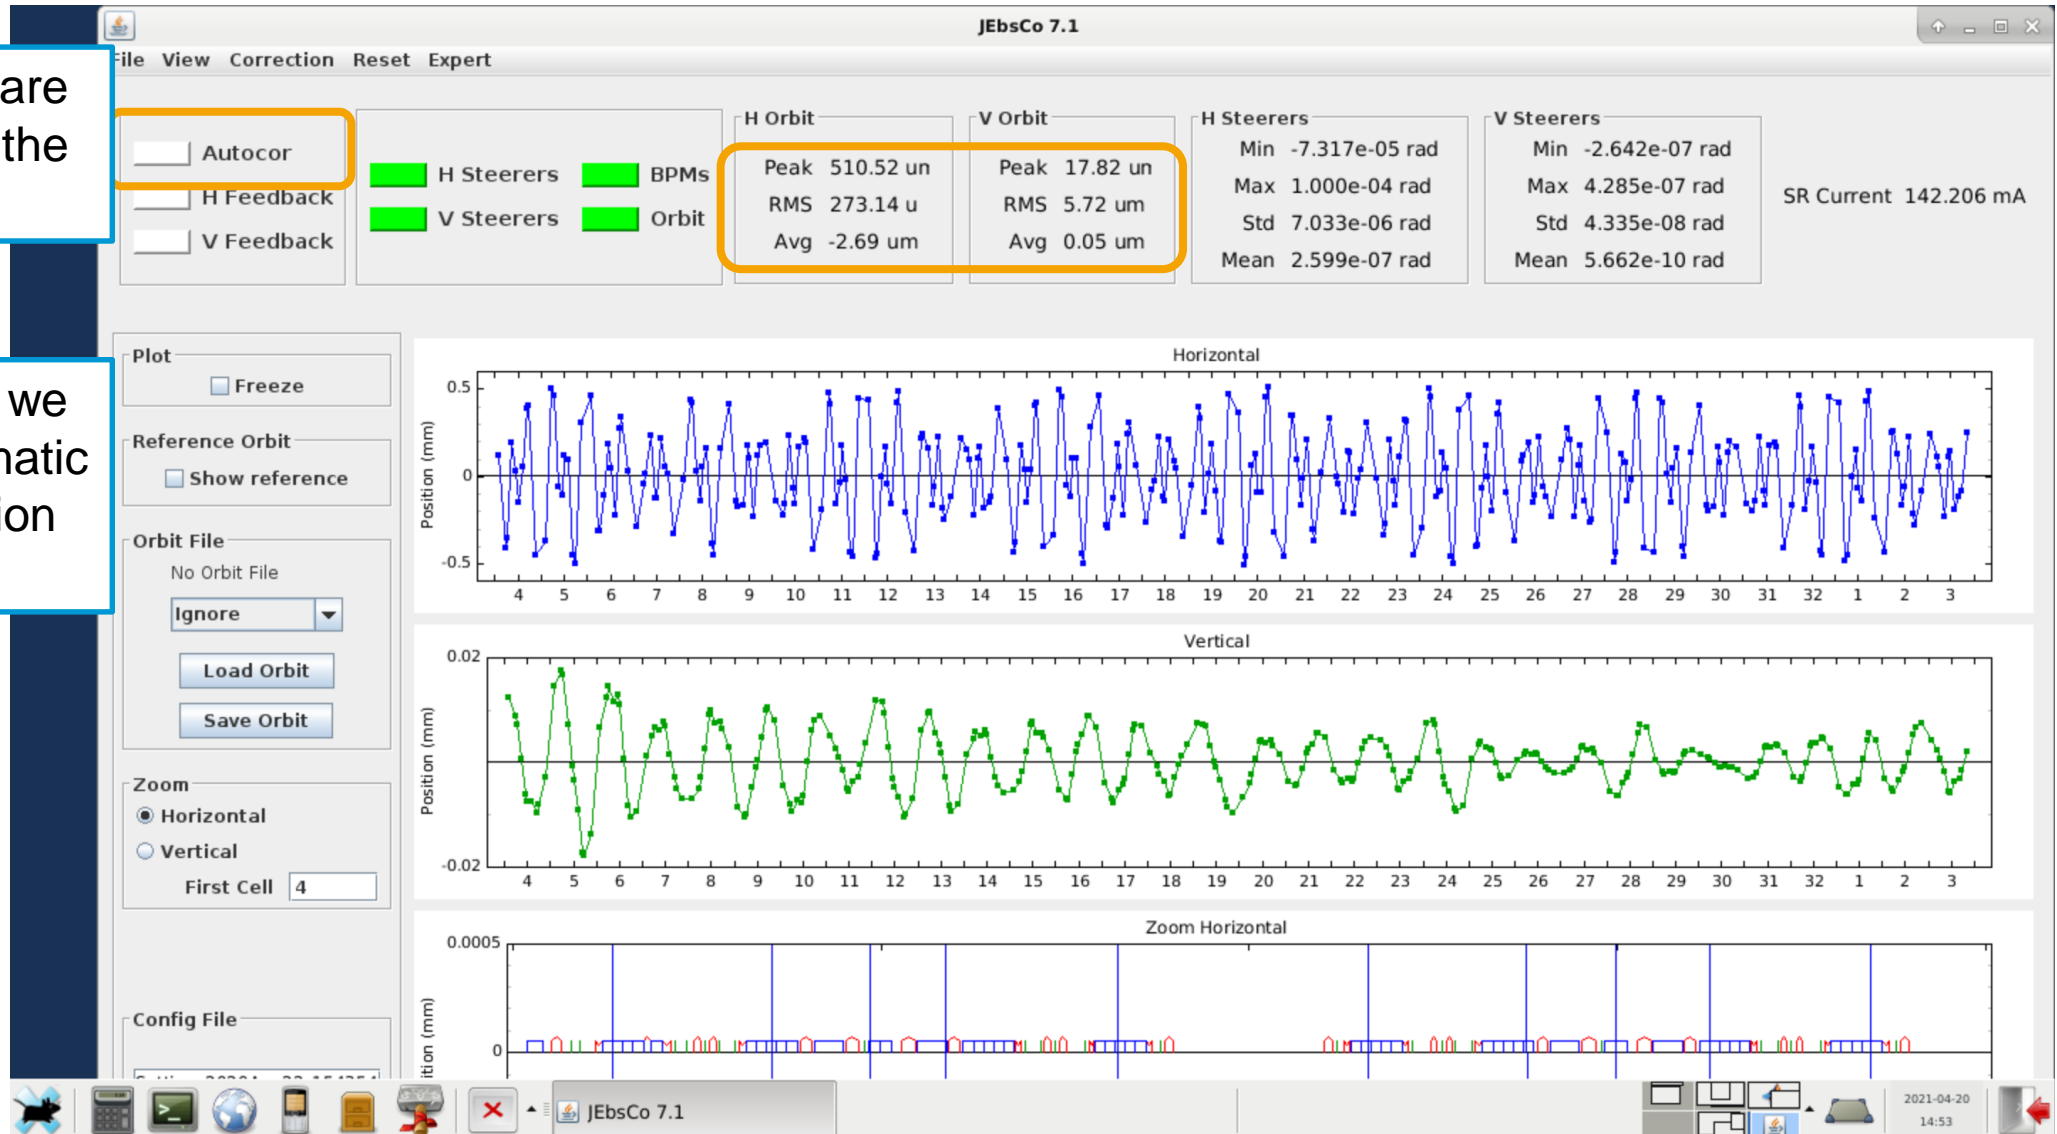 JEbsCo 7.1
File View Correction Reset Expert
are
the
Autocor
H Feedback
V Feedback
H Steerers
BPMs
V Steerers
Orbit
H Orbit
Peak 510.52 un
RMS 273.14 u
Avg -2.69 um
V Orbit
Peak 17.82 un
RMS 5.72 um
Avg 0.05 um
H Steerers
Min -7.317e-05 rad
Max 1.000e-04 rad
Std 7.033e-06 rad
Mean 2.599e-07 rad
V Steerers
Min -2.642e-07 rad
Max 4.285e-07 rad
Std 4.335e-08 rad
Mean 5.662e-10 rad
SR Current 142.206 mA
we
natic
ion
Plot
Freeze
Reference Orbit
Show reference
Orbit File
No Orbit File
Ignore
Load Orbit
Save Orbit
Zoom
Horizontal
Vertical
First Cell 4
Config File
Horizontal
Position (mm)
0.5
0
-0.5
4 5 6 7 8 9 10 11 12 13 14 15 16 17 18 19 20 21 22 23 24 25 26 27 28 29 30 31 32 1 2 3
Vertical
Position (mm)
0.02
0.0
-0.02
4 5 6 7 8 9 10 11 12 13 14 15 16 17 18 19 20 21 22 23 24 25 26 27 28 29 30 31 32 1 2 3
Zoom Horizontal
0.0005
0
ition (mm)
JEbsCo 7.1
2021-04-20
14:53